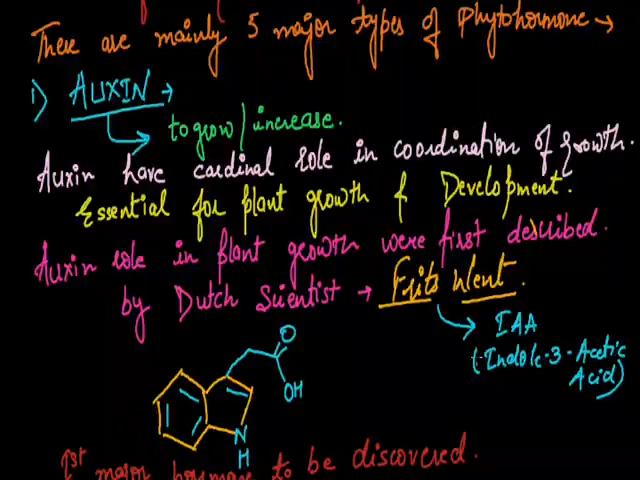 There are mainly 5 major types of Phytohormone →
1) AUXIN →
to grow / increase.
Auxin have cardinal role in coordination of growth.
Essential for plant growth & Development.
Auxin role in plant growth were first described.
by Dutch Scientist → Frits Went.
IAA
(Indole-3-Acetic
Acid)
O
OH
N
H
1st major hormone to be discovered.